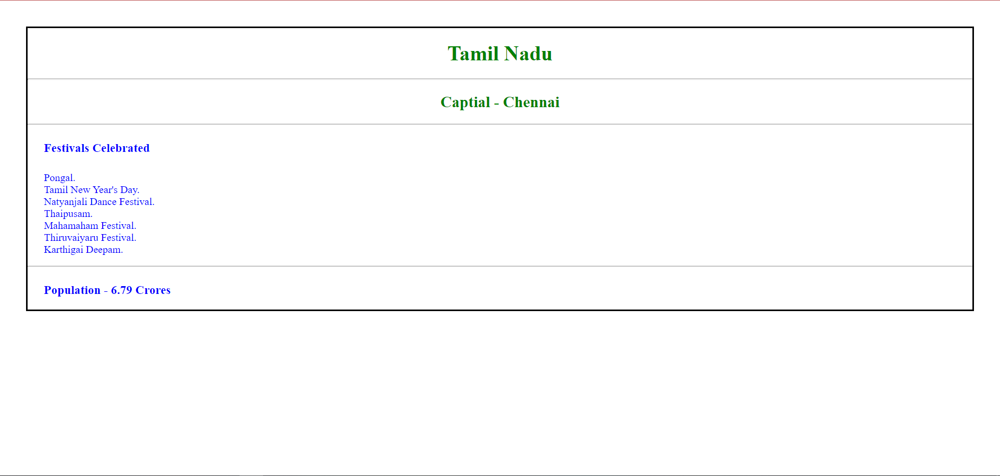 Tamil Nadu
Captial - Chennai
Festivals Celebrated
Pongal.
Tamil New Year's Day.
Natyanjali Dance Festival.
Thaipusam.
Mahamaham Festival.
Thiruvaiyaru Festival.
Karthigai Deepam.
Population - 6.79 Crores